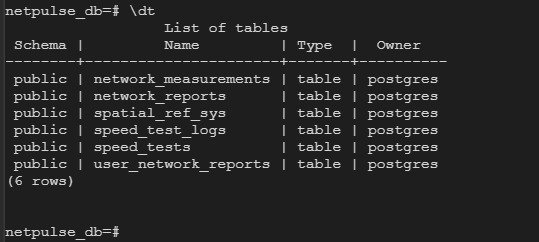 netpulse_db=# \dt
List of tables
Schema | Name | Type | Owner
--------+-----------------------+-------+----------
public | network_measurements | table | postgres
public | network_reports | table | postgres
public | spatial_ref_sys | table | postgres
public | speed_test_logs | table | postgres
public | speed_tests | table | postgres
public | user_network_reports | table | postgres
(6 rows)
netpulse_db=#